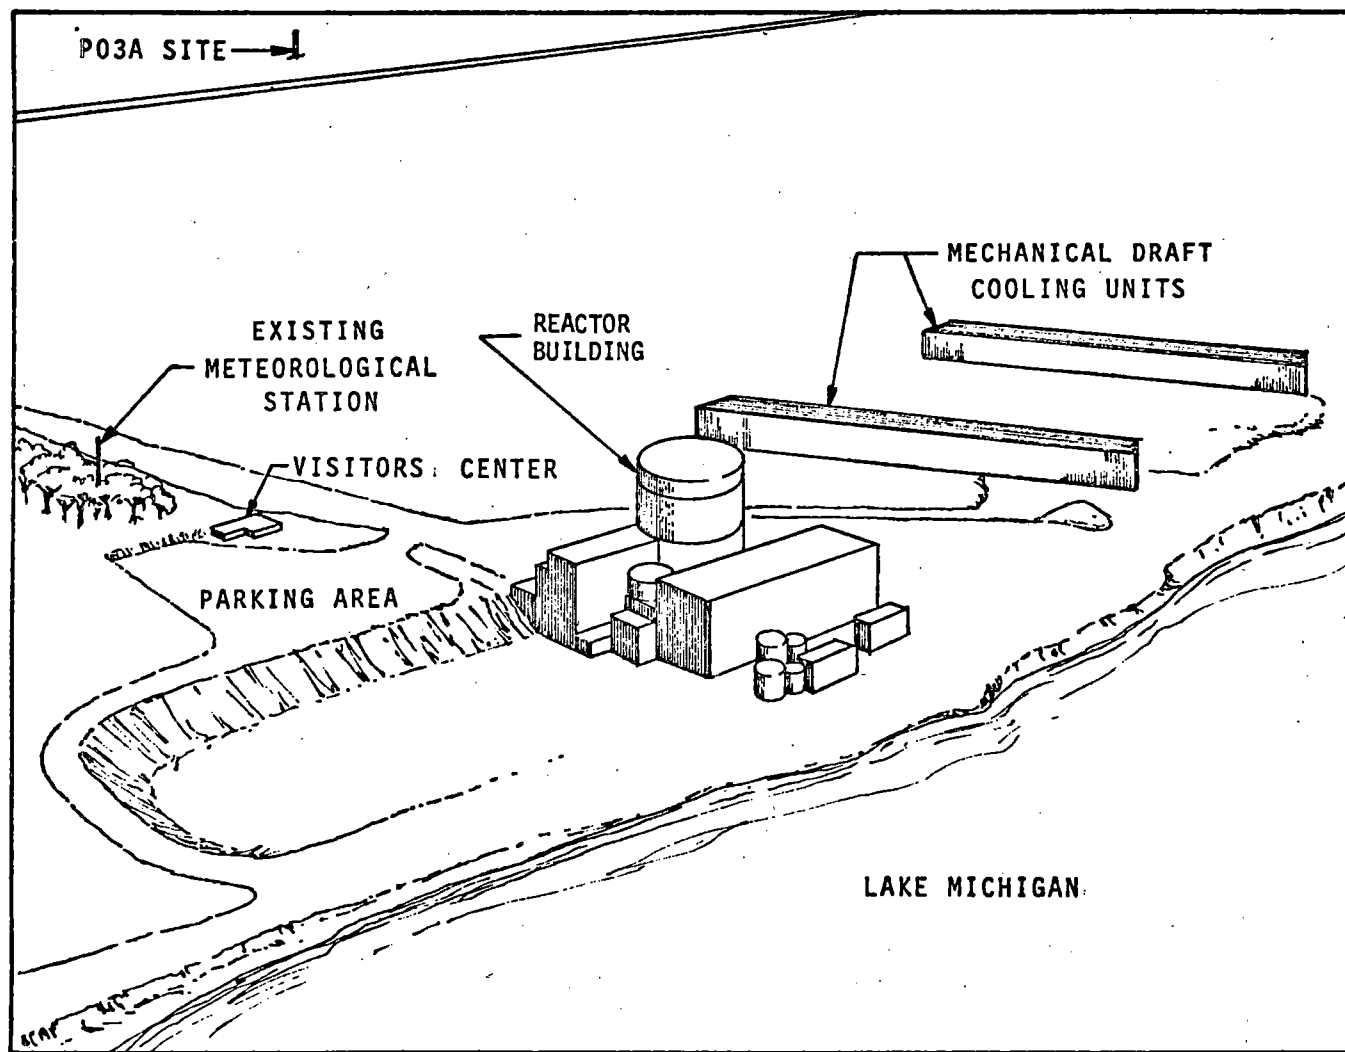 P03A SITE
MECHANICAL DRAFT
COOLING UNITS
EXISTING
METEOROLOGICAL
STATION
REACTOR
BUILDING
VISITORS CENTER
PARKING AREA
LAKE MICHIGAN